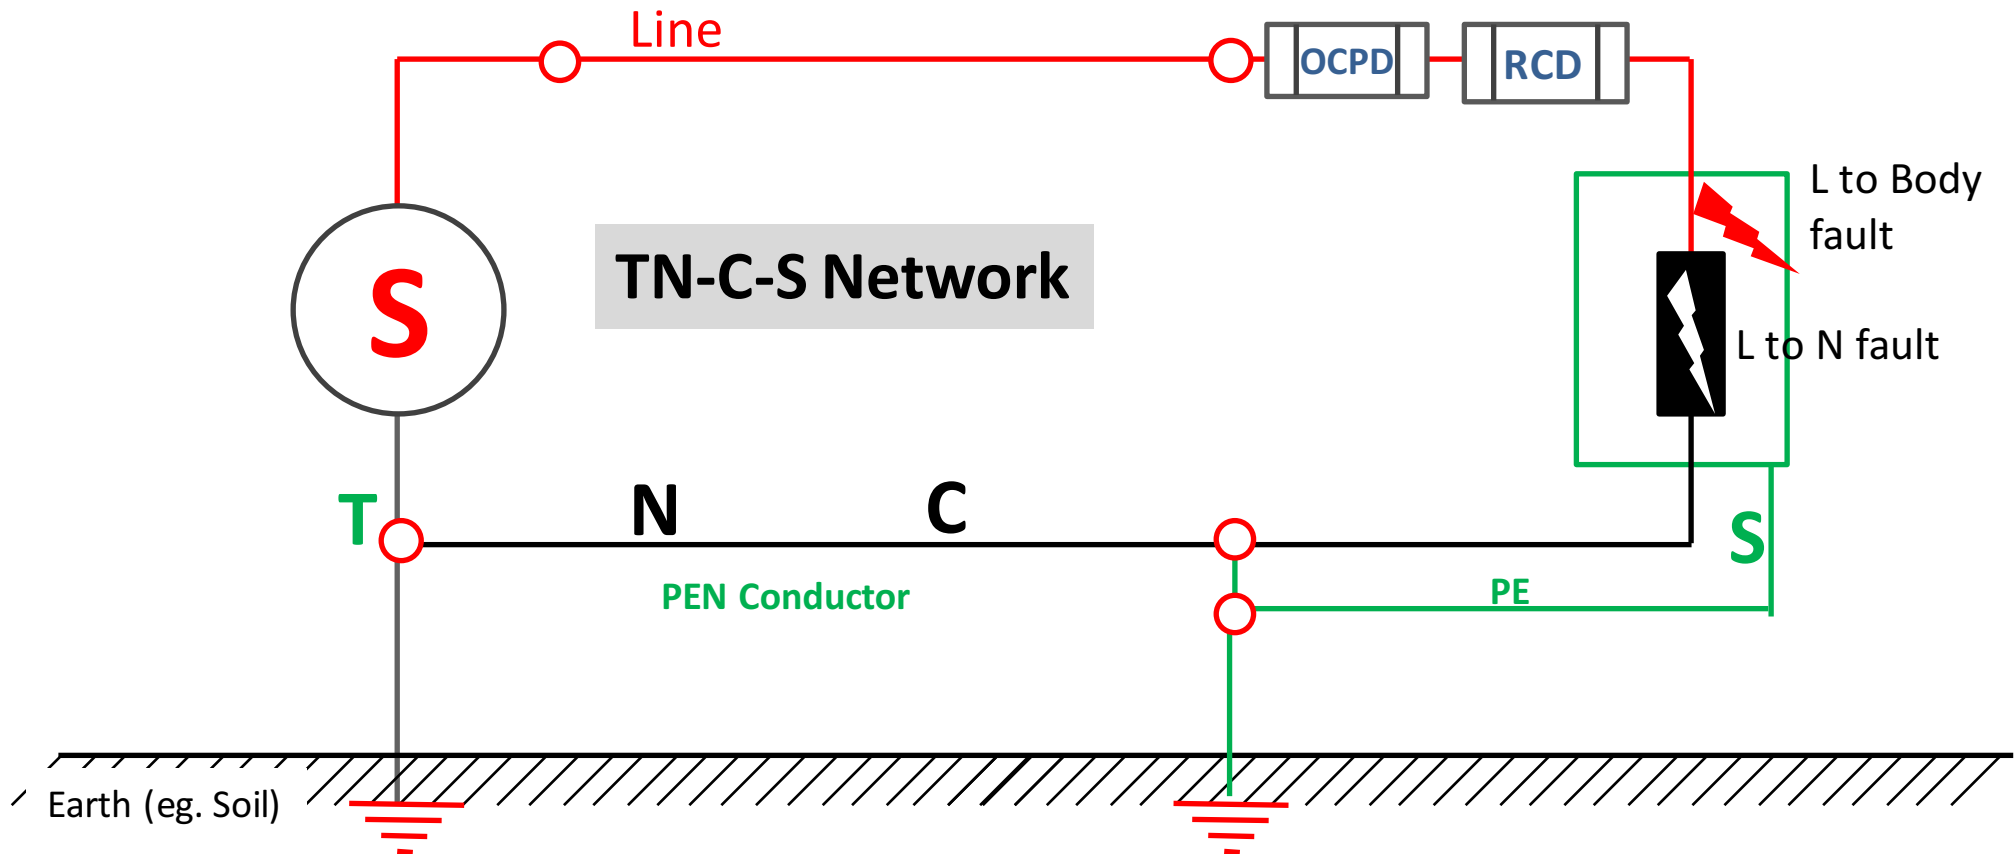 Line
OCPD
RCD
L to Body
fault
S
TN-C-S Network
L to N fault
T
N
C
S
PEN Conductor
PE
Earth (eg. Soil)